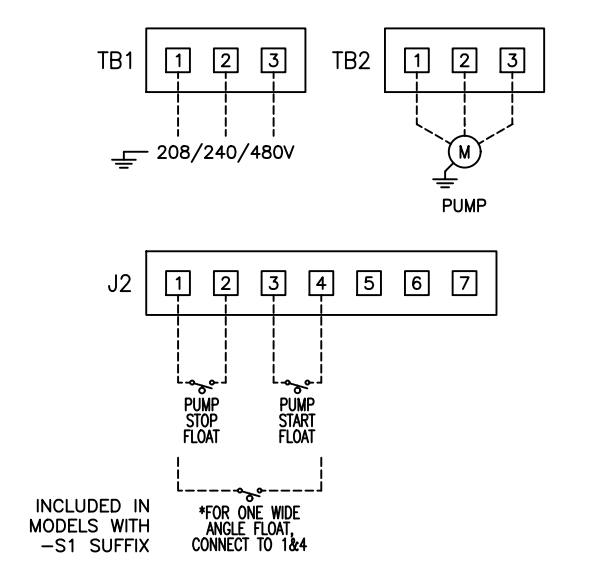 TB1 1 2 3
TB2 1 2 3
208/240/480V
M
PUMP
J2 1 2 3 4 5 6 7
PUMP
STOP
FLOAT
PUMP
START
FLOAT
INCLUDED IN
MODELS WITH
-S1 SUFFIX
*FOR ONE WIDE
ANGLE FLOAT,
CONNECT TO 1&4